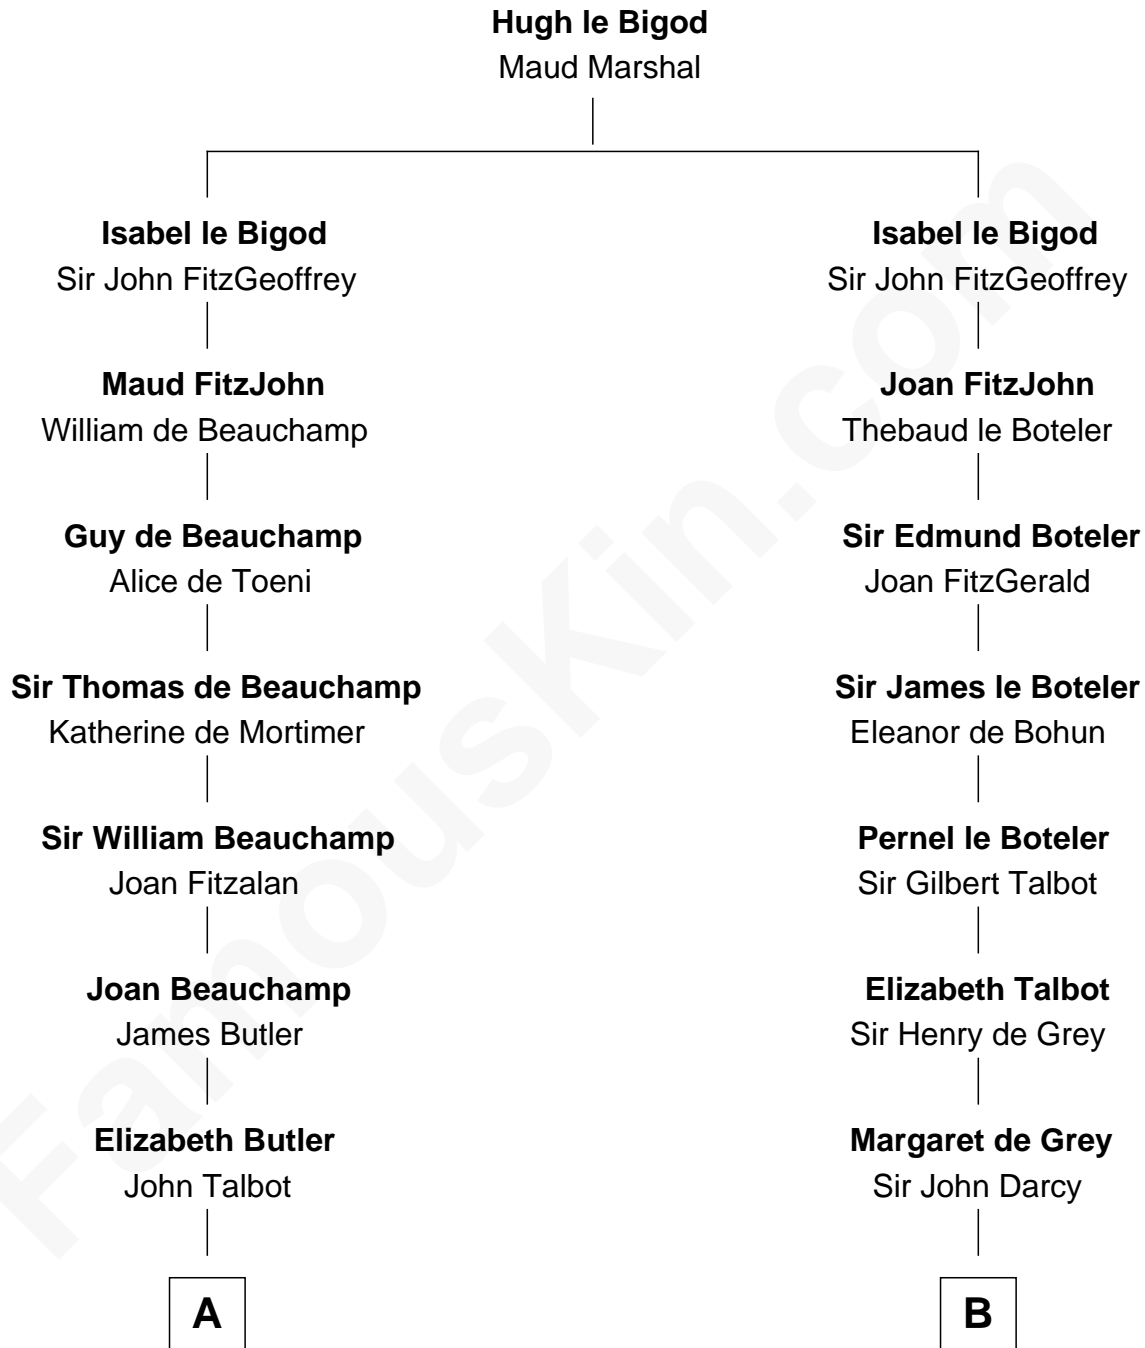 Hugh le Bigod
Maud Marshal
Isabel le Bigod
Sir John FitzGeoffrey
Maud FitzJohn
William de Beauchamp
Guy de Beauchamp
Alice de Toeni
Sir Thomas de Beauchamp
Katherine de Mortimer
Sir William Beauchamp
Joan Fitzalan
Joan Beauchamp
James Butler
Elizabeth Butler
John Talbot
A
Isabel le Bigod
Sir John FitzGeoffrey
Joan FitzJohn
Thebaud le Boteler
Sir Edmund Boteler
Joan FitzGerald
Sir James le Boteler
Eleanor de Bohun
Pernel le Boteler
Sir Gilbert Talbot
Elizabeth Talbot
Sir Henry de Grey
Margaret de Grey
Sir John Darcy
B
FamousKin.com